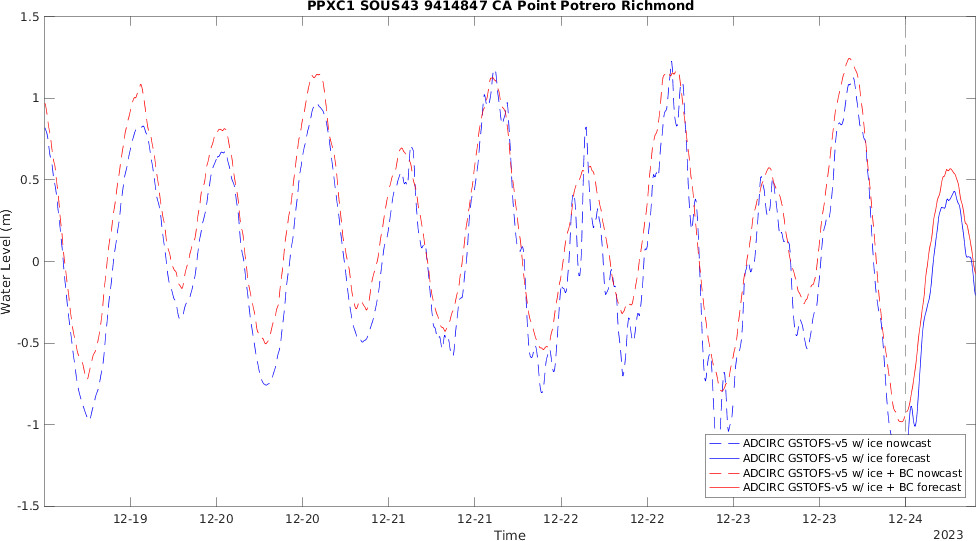 PPXC1 SOUS43 9414847 CA Point Potrero Richmond
1.5
1
0.5
0
-0.5
-1
-1.5
Water Level (m)
12-19
12-20
12-20
12-21
12-21
12-22
12-22
12-23
12-23
12-24
Time
2023
ADCIRC GSTOFS-v5 w/ ice nowcast
ADCIRC GSTOFS-v5 w/ ice forecast
ADCIRC GSTOFS-v5 w/ ice + BC nowcast
ADCIRC GSTOFS-v5 w/ ice + BC forecast